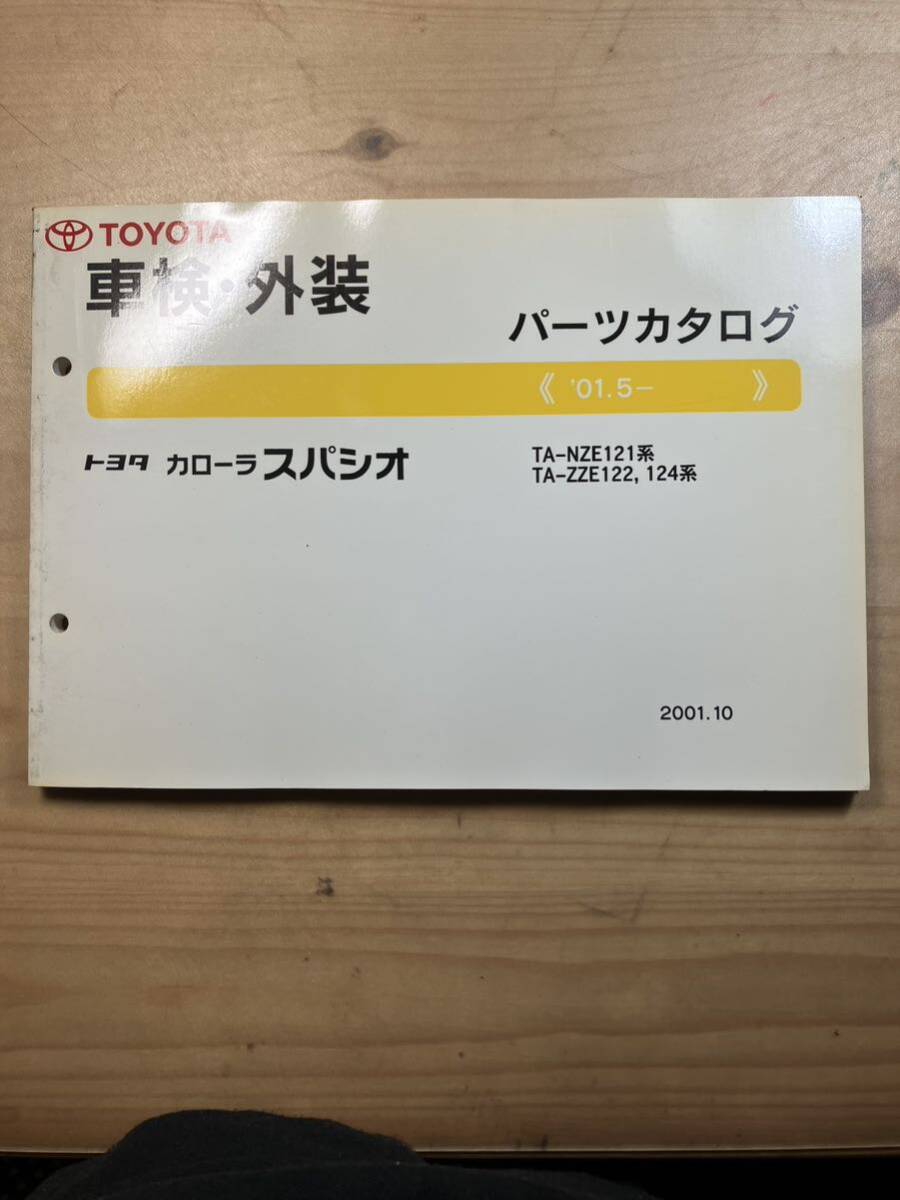 TOYOTA
車検・外装
パーツカタログ
《 '01.5− 》
トヨタ カローラ スパシオ
TA−NZE121系
TA−ZZE122, 124系
2001.10